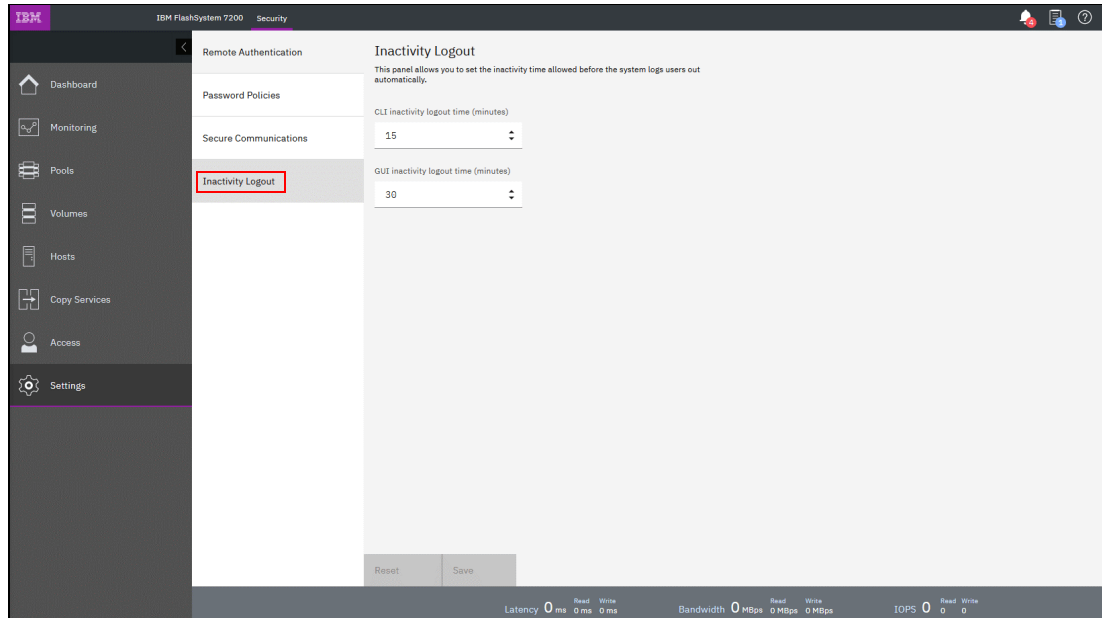 IBM
IBM FlashSystem 7200 Security
4
1
Dashboard
Monitoring
Pools
Volumes
Hosts
Copy Services
Access
Settings
Remote Authentication
Password Policies
Secure Communications
Inactivity Logout
Inactivity Logout
This panel allows you to set the inactivity time allowed before the system logs users out
automatically.
CLI inactivity logout time (minutes)
15
GUI inactivity logout time (minutes)
30
Reset Save
Read Write
Latency 0 ms 0 ms 0 ms
Read Write
Bandwidth 0 MBps 0 MBps 0 MBps
Read Write
IOPS 0 0 0